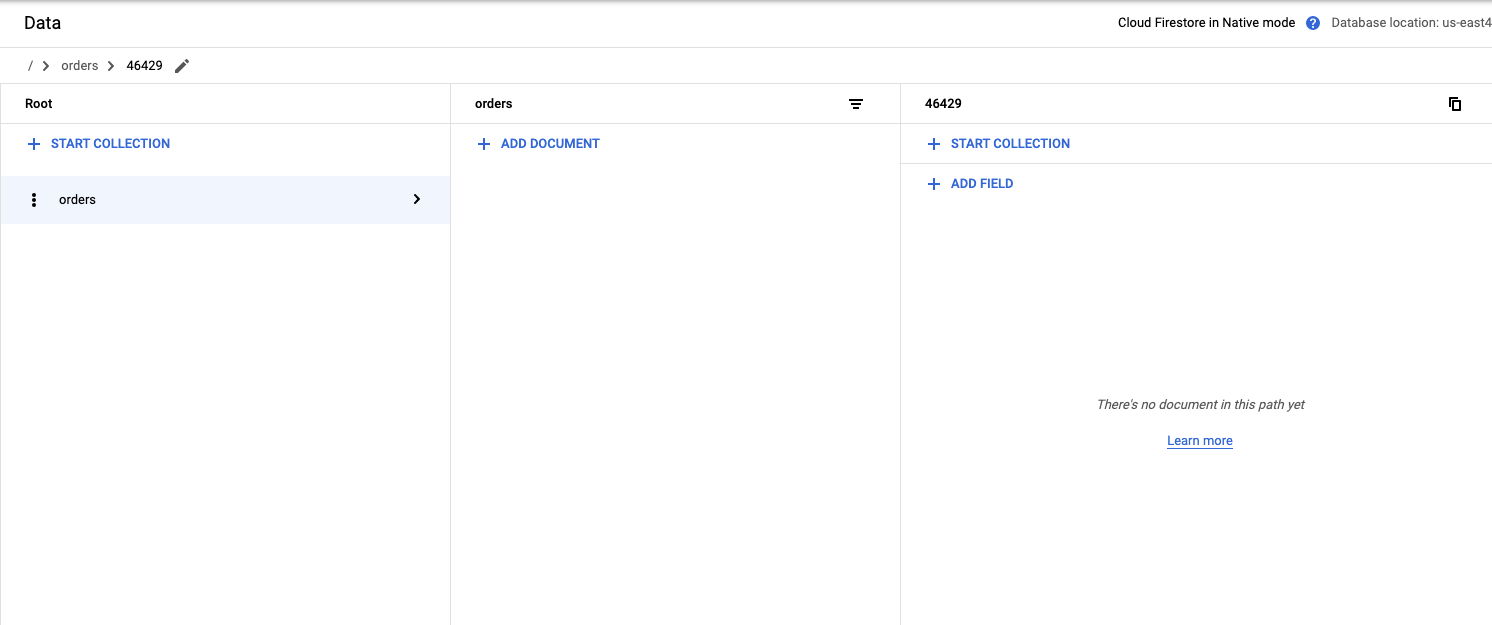 Data
Cloud Firestore in Native mode ? Database location: us-east4
/ > orders > 46429
Root
orders
46429
+ START COLLECTION
+ ADD DOCUMENT
+ START COLLECTION
+ ADD FIELD
orders
There's no document in this path yet
Learn more